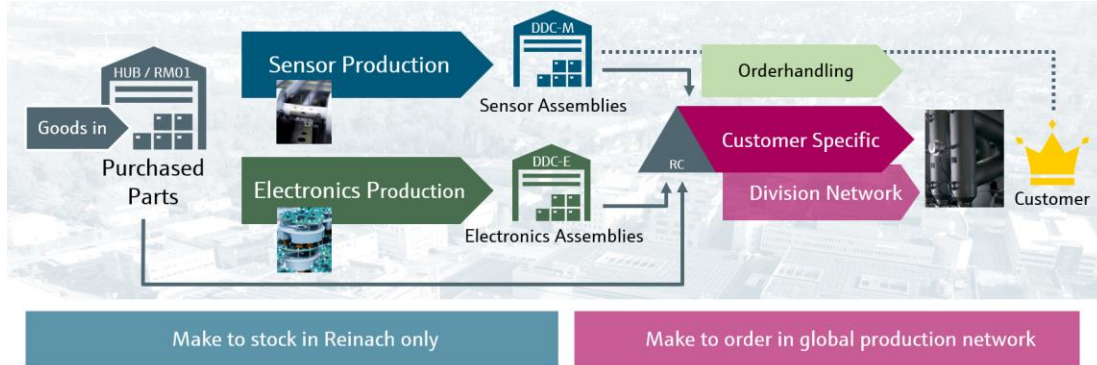 HUB / RM01
Goods in
Purchased
Parts
Sensor Production
DDC-M
Sensor Assemblies
Electronics Production
DDC-E
Electronics Assemblies
Orderhandling
RC
Customer Specific
Division Network
Customer
Make to stock in Reinach only
Make to order in global production network